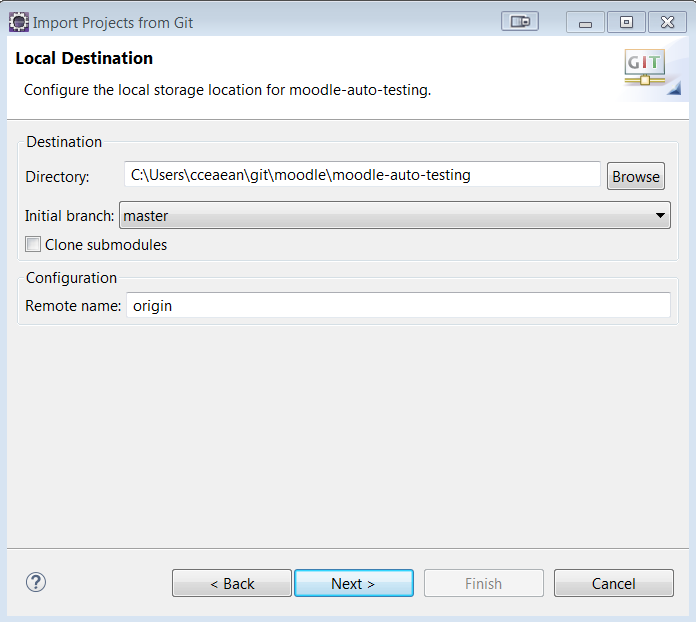 Import Projects from Git
Local Destination
Configure the local storage location for moodle-auto-testing.
GIT
Destination
Directory: C:\Users\cceaean\git\moodle\moodle-auto-testing Browse
Initial branch: master
Clone submodules
Configuration
Remote name: origin
? < Back Next > Finish Cancel